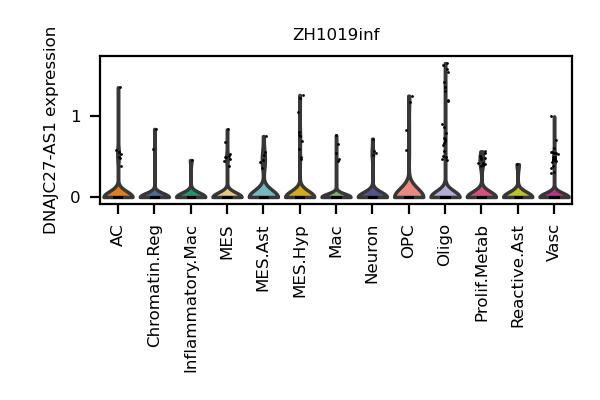 ZH1019inf
DNAJC27-AS1 expression
1
0
AC
Chromatin.Reg
Inflammatory.Mac
MES
MES.Ast
MES.Hyp
Mac
Neuron
OPC
Oligo
Prolif.Metab
Reactive.Ast
Vasc